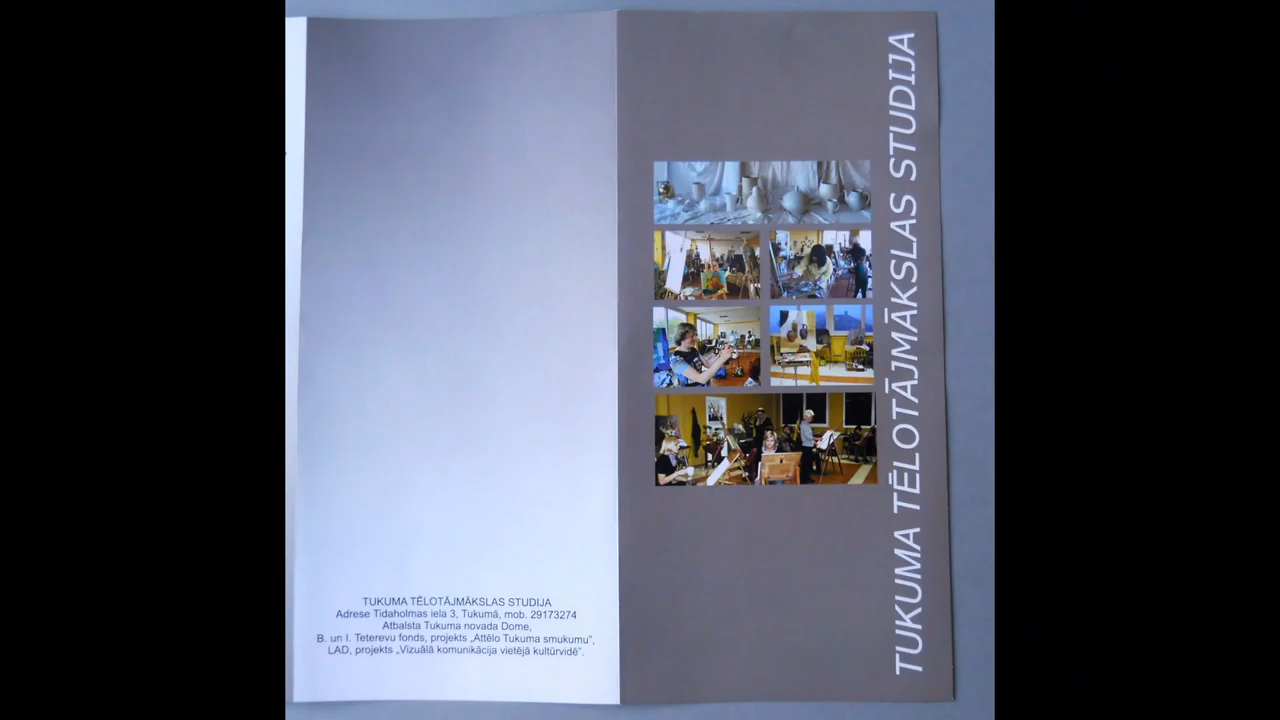 TUKUMA TĒLOTĀJMĀKSLAS STUDIJA
Adrese Tidaholmas iela 3, Tukumā, mob. 29173274
Atbalsta Tukuma novada Dome,
B. un I. Teterevu fonds, projekts „Attēlo Tukuma smukumu”,
LAD, projekts „Vizuālā komunikācija vietējā kultūrvidē”.
TUKUMA TĒLOTĀJMĀKSLAS STUDIJA